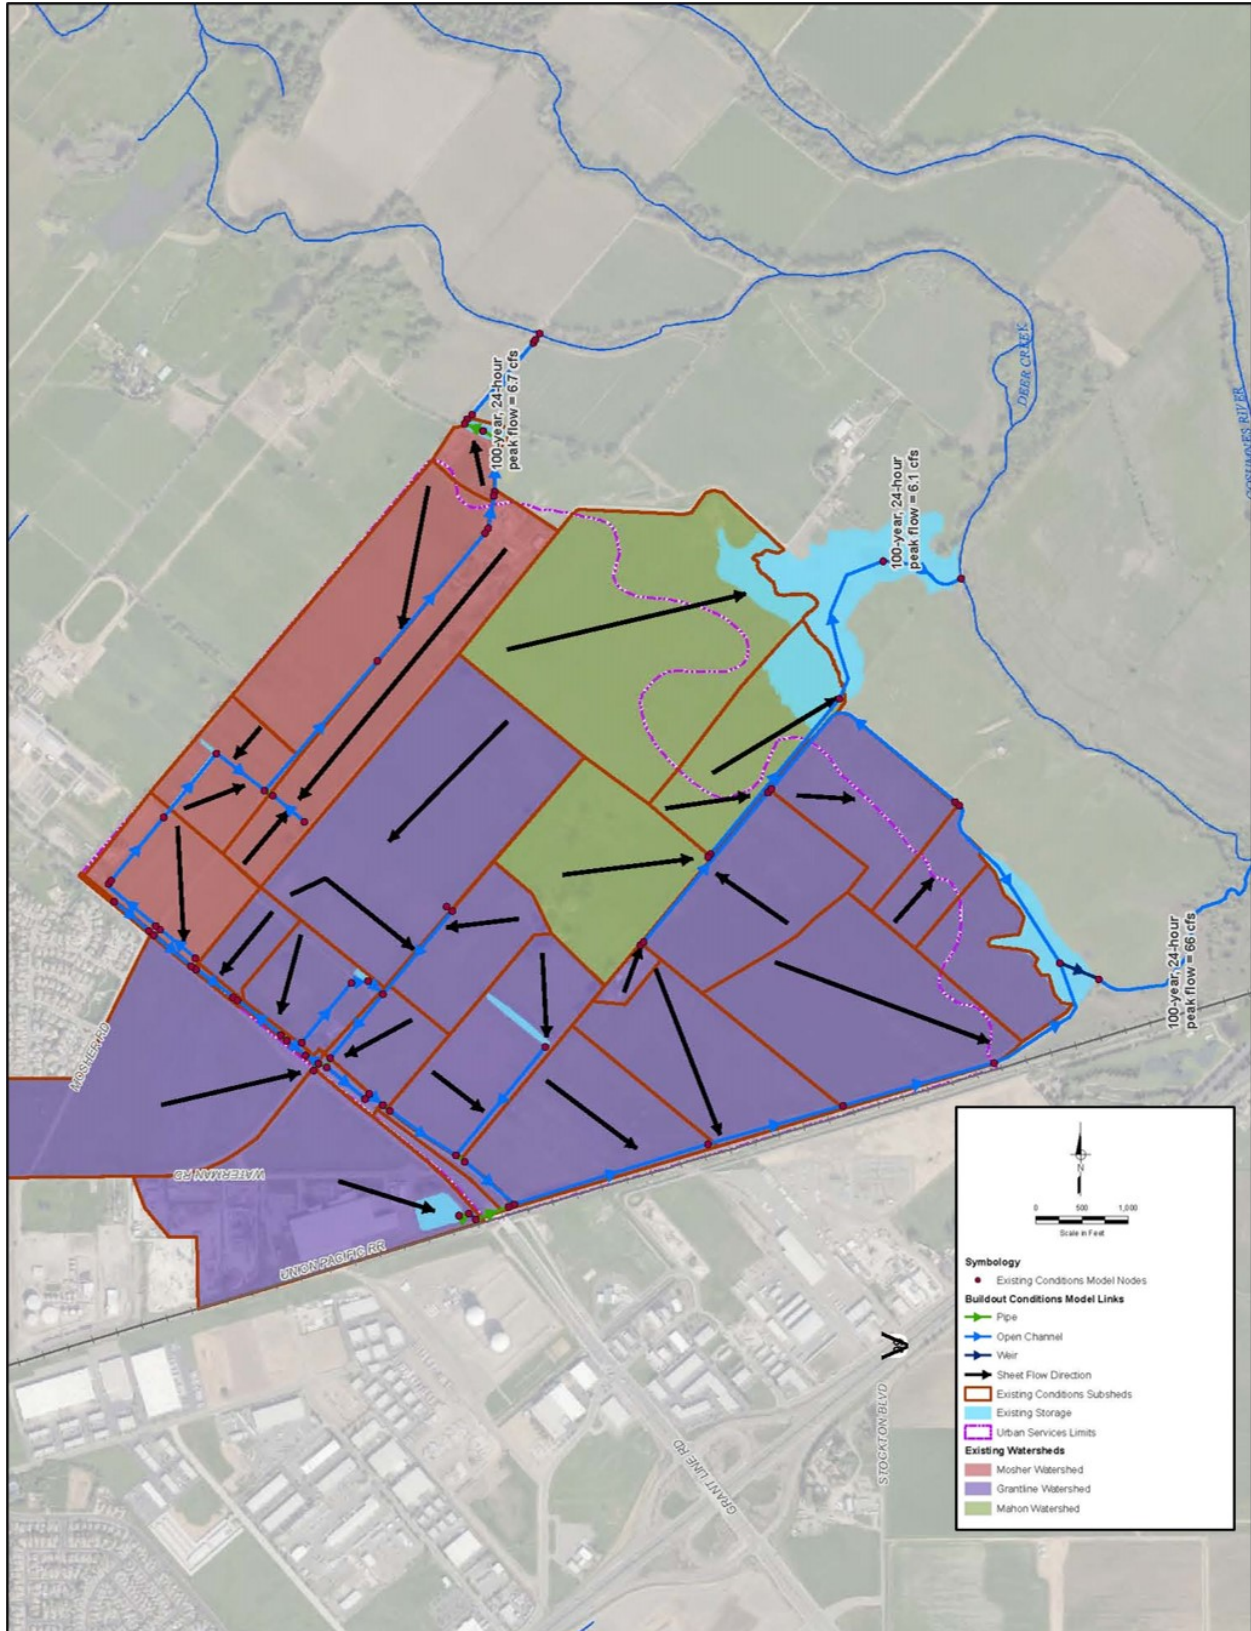 100-year, 24-hour
peak flow = 6.7 cfs
DEER CREEK
COSUMNES RIVER
100-year, 24-hour
peak flow = 6.1 cfs
100-year, 24-hour
peak flow = 66 cfs
MOSHER RD
WATERMAN RD
UNION PACIFIC RR
GRANT LINE RD
STOCKTON BLVD
99
N
0 500 1,000
Scale in Feet
Symbology
Existing Conditions Model Nodes
Buildout Conditions Model Links
Pipe
Open Channel
Weir
Sheet Flow Direction
Existing Conditions Subsheds
Existing Storage
Urban Services Limits
Existing Watersheds
Mosher Watershed
Grantline Watershed
Mahon Watershed